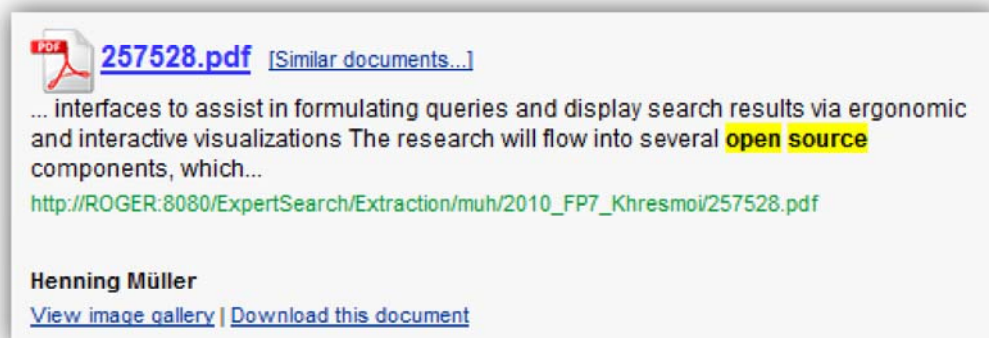 PDF
257528.pdf [Similar documents...]
... interfaces to assist in formulating queries and display search results via ergonomic
and interactive visualizations The research will flow into several open source
components, which...
http://ROGER:8080/ExpertSearch/Extraction/muh/2010_FP7_Khresmoi/257528.pdf
Henning Müller
View image gallery | Download this document